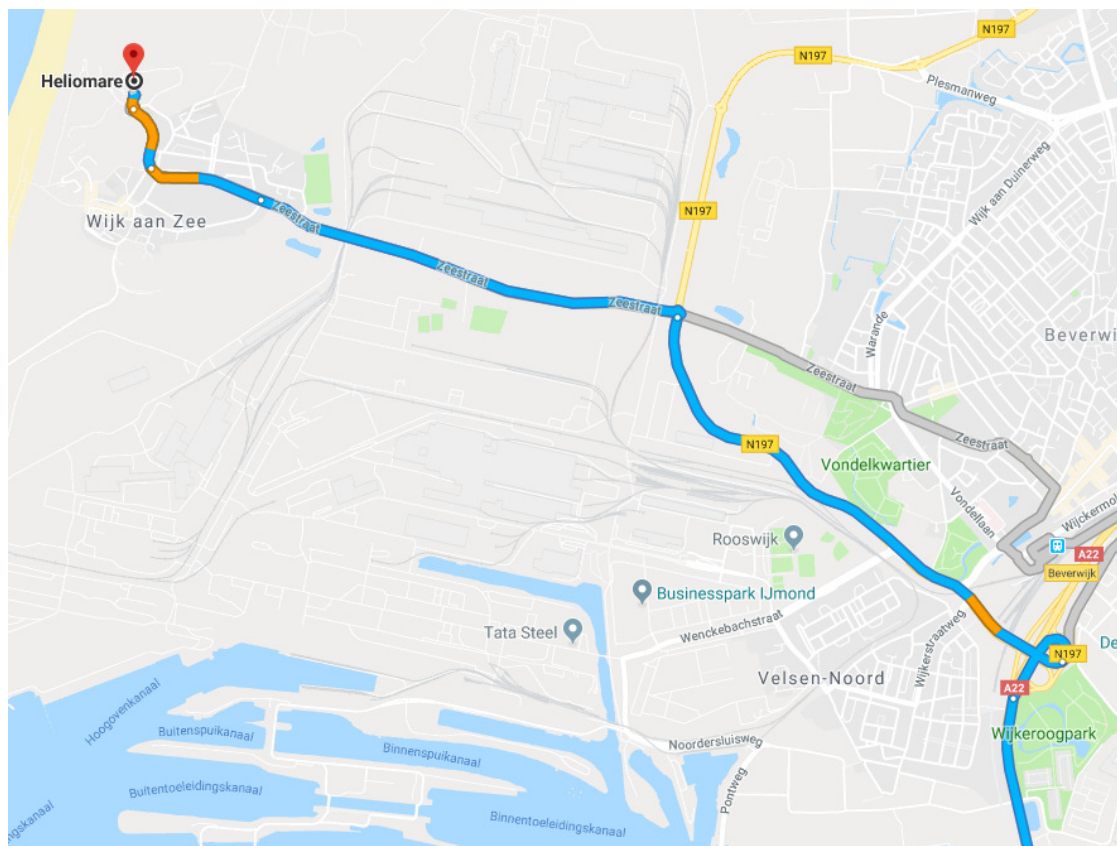 N197
N197
Plesmanweg
Heliomare
Wijk aan Duinerweg
N197
Wijk aan Zee
Zeestraat
Zeestraat
Zeestraat
Warande
Beverwi
Zeestraat
N197
Zeestraat
Vondelkwartier
Vondellaan
Wijckermol
Rooswijk
A22
Beverwijk
Businesspark IJmond
Tata Steel
Wenckebachstraat
Wijkerstraatweg
De
N197
Velsen-Noord
A22
Hoogovenkanaal
Buitenspuikanaal
Binnenspuikanaal
Noordersluisweg
Wijkeroogpark
Pontweg
Buitentoeleidingskanaal
Binnentoeleidingskanaal
dingskanaal